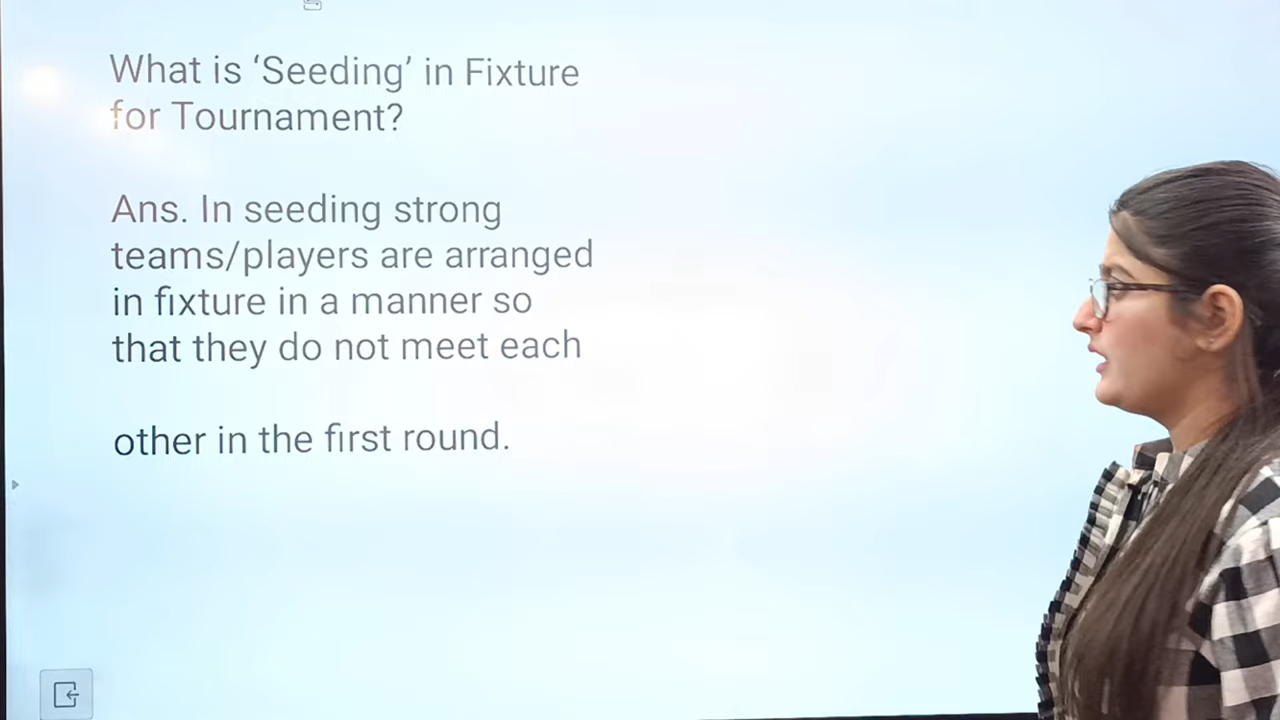 What is ‘Seeding’ in Fixture
for Tournament?
Ans. In seeding strong
teams/players are arranged
in fixture in a manner so
that they do not meet each
other in the first round.